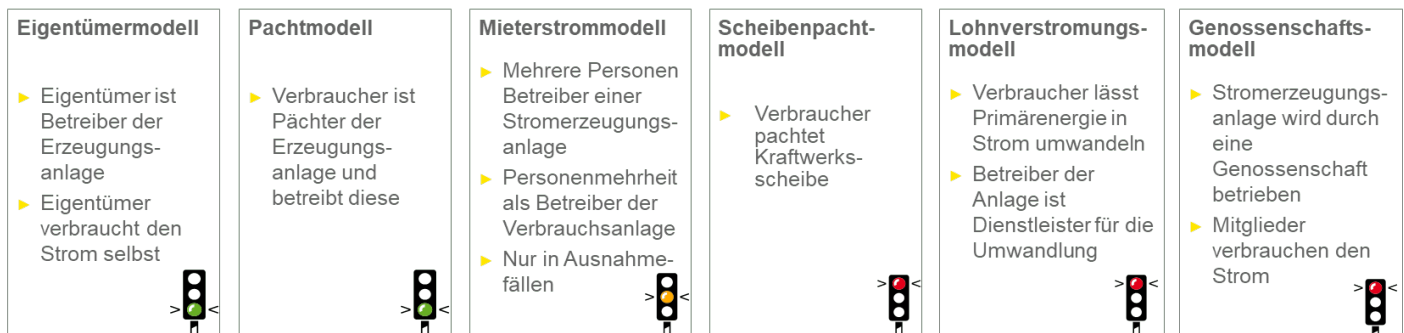 Eigentümermodell
► Eigentümer ist
Betreiber der
Erzeugungs-
anlage
► Eigentümer
verbraucht den
Strom selbst
> <
Pachtmodell
► Verbraucher ist
Pächter der
Erzeugungs-
anlage und
betreibt diese
> <
Mieterstrommodell
► Mehrere Personen
Betreiber einer
Stromerzeugungs-
anlage
► Personenmehrheit
als Betreiber der
Verbrauchsanlage
► Nur in Ausnahme-
fällen
> <
Scheibenpacht-
modell
► Verbraucher
pachtet
Kraftwerks-
scheibe
> <
Lohnverstromungs-
modell
► Verbraucher lässt
Primärenergie in
Strom umwandeln
► Betreiber der
Anlage ist
Dienstleister für die
Umwandlung
> <
Genossenschafts-
modell
► Stromerzeugungs-
anlage wird durch
eine
Genossenschaft
betrieben
► Mitglieder
verbrauchen den
Strom
> <